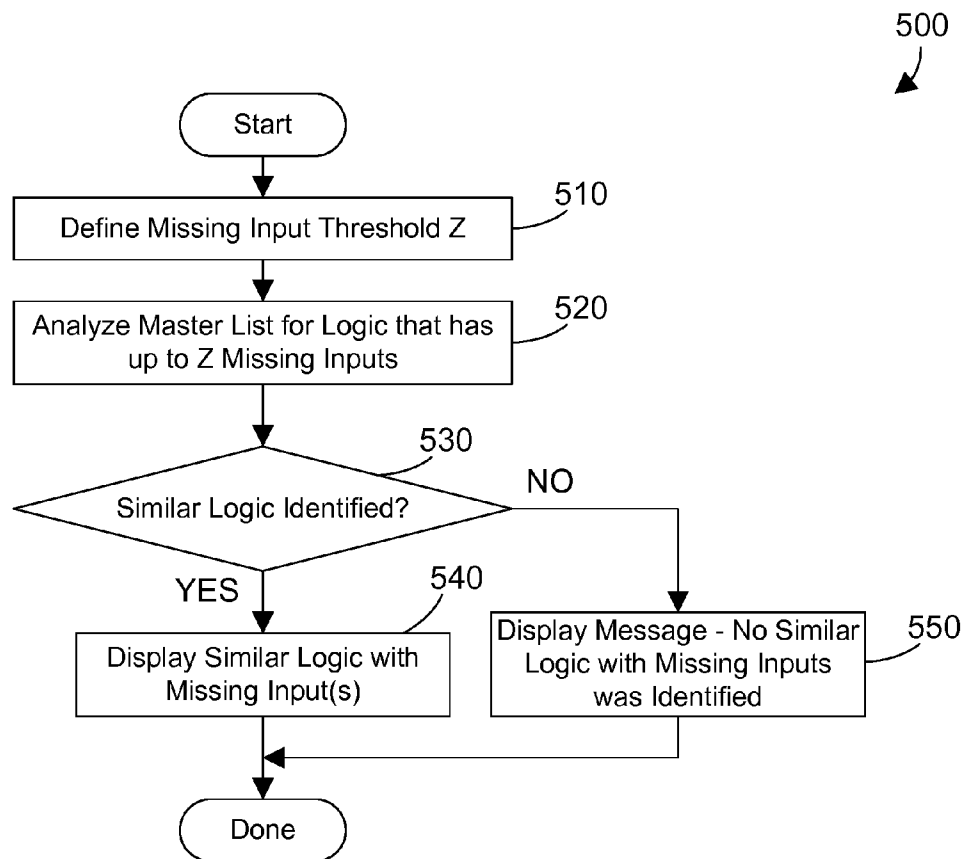 500
Start
510
Define Missing Input Threshold Z
520
Analyze Master List for Logic that has
up to Z Missing Inputs
530
Similar Logic Identified?
NO
YES
540
Display Similar Logic with
Missing Input(s)
Display Message - No Similar
Logic with Missing Inputs
was Identified
550
Done